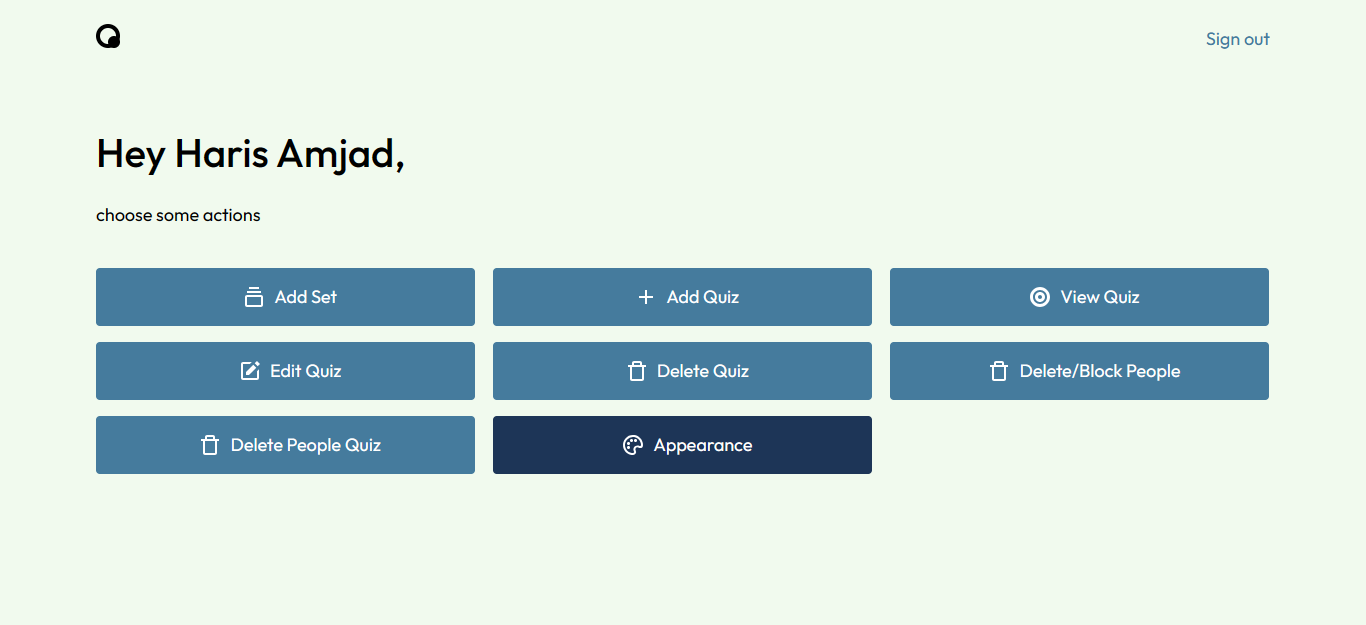 Sign out
Hey Haris Amjad,
choose some actions
Add Set
Add Quiz
View Quiz
Edit Quiz
Delete Quiz
Delete/Block People
Delete People Quiz
Appearance